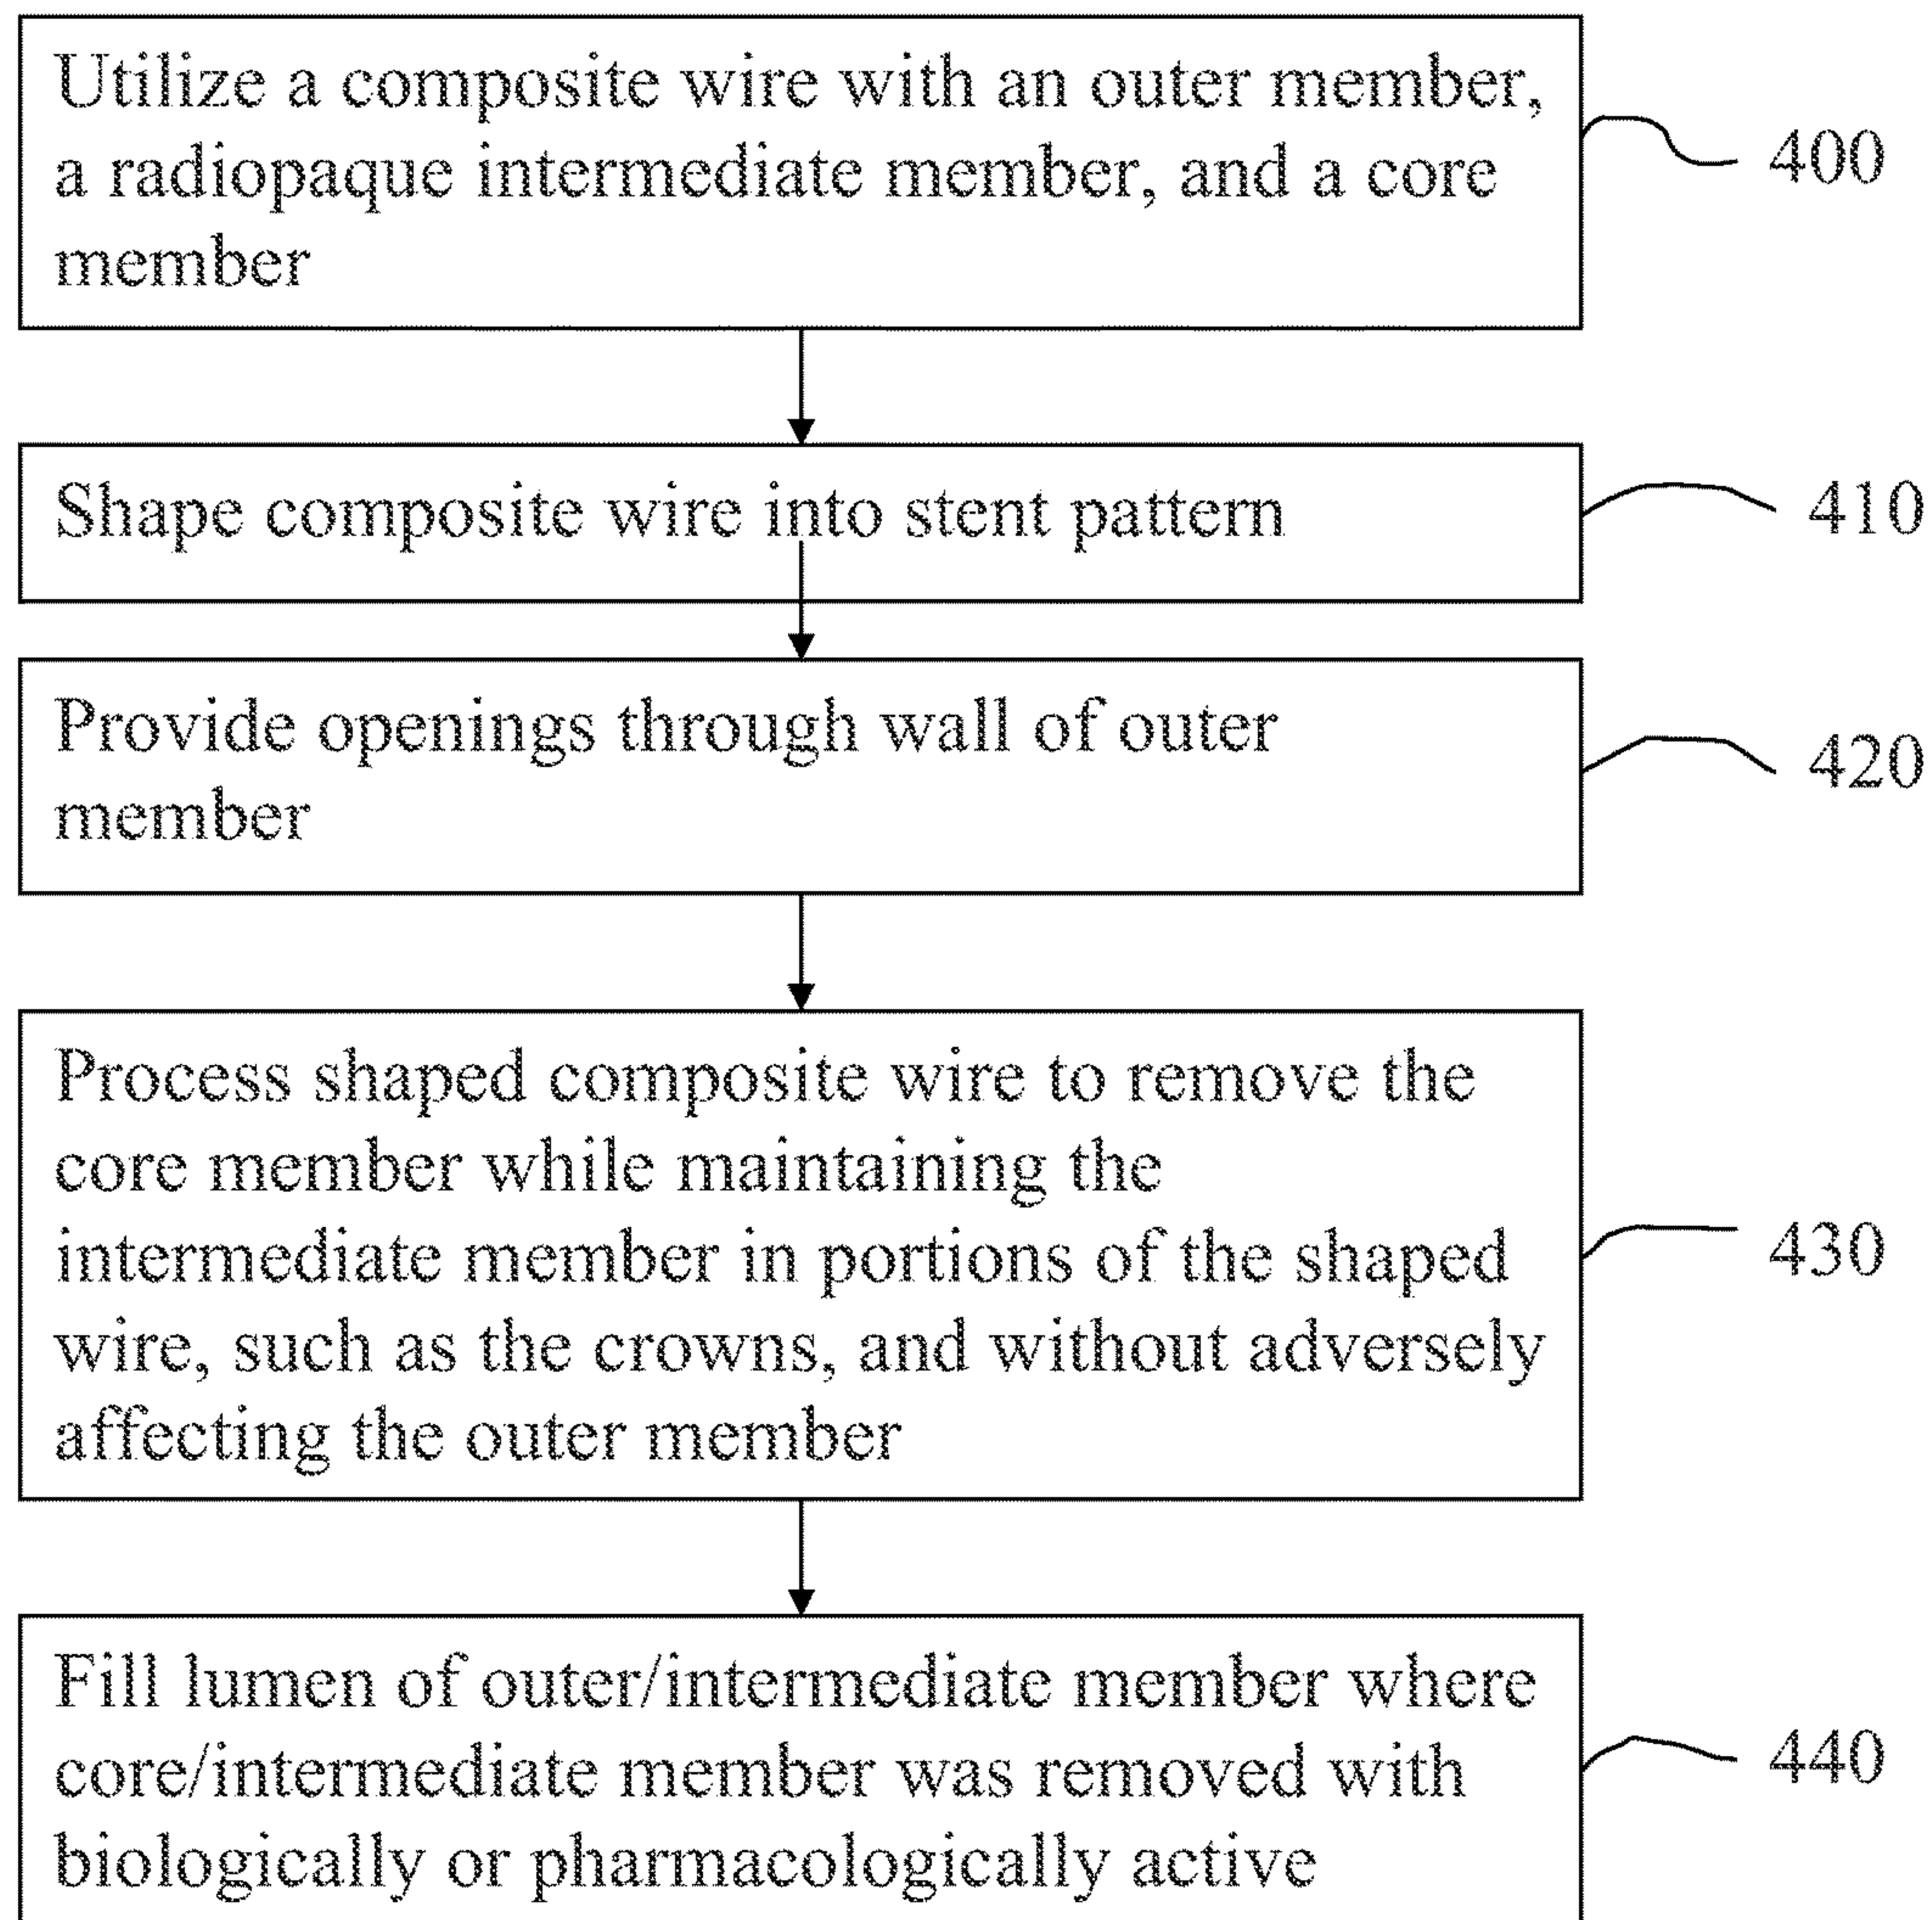 Utilize a composite wire with an outer member,
a radiopaque intermediate member, and a core
member
400
Shape composite wire into stent pattern
410
Provide openings through wall of outer
member
420
Process shaped composite wire to remove the
core member while maintaining the
intermediate member in portions of the shaped
wire, such as the crowns, and without adversely
affecting the outer member
430
Fill lumen of outer/intermediate member where
core/intermediate member was removed with
biologically or pharmacologically active
440